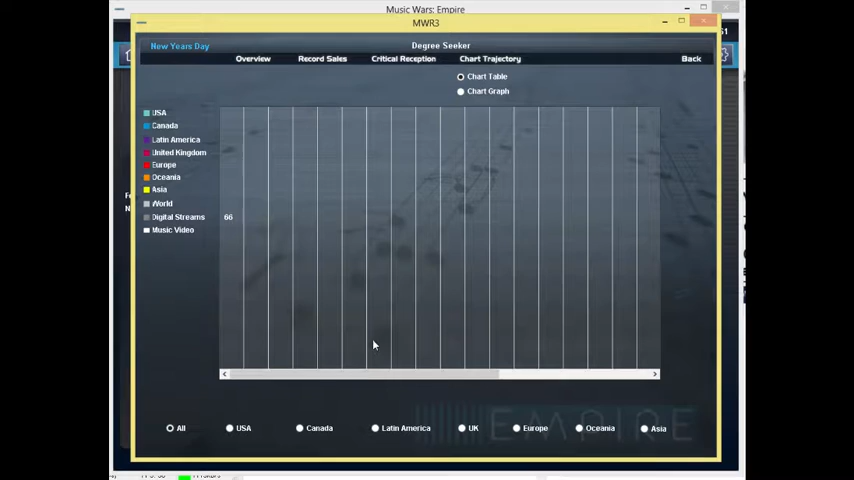 Music Wars: Empire
MWR3
New Years Day
Degree Seeker
Overview Record Sales Critical Reception Chart Trajectory Back
Chart Table
Chart Graph
USA
Canada
Latin America
United Kingdom
Europe
Oceania
Asia
World
Digital Streams 66
Music Video
EMPIRE
All USA Canada Latin America UK Europe Oceania Asia